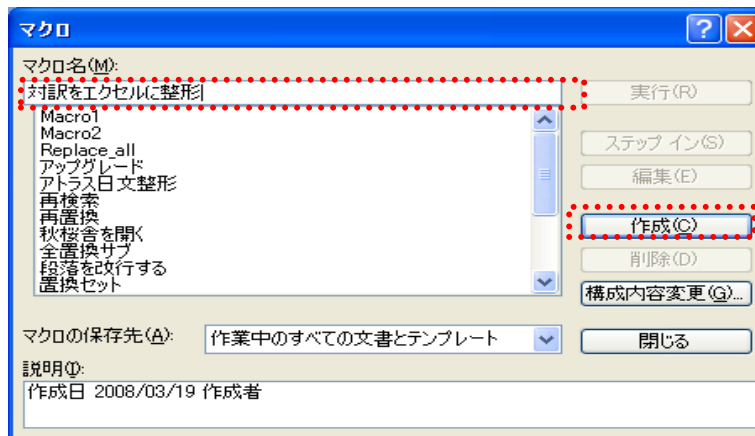 マクロ
マクロ名(M):
対訳をエクセルに整形
実行(R)
Macro1
Macro2
Replace_all
アップグレード
アトラス日文整形
再検索
再置換
秋桜舎を開く
全置換サブ
段落を改行する
置換セット
ステップ イン(S)
編集(E)
作成(C)
削除(D)
構成内容変更(G)...
マクロの保存先(A):
作業中のすべての文書とテンプレート
閉じる
説明(I):
作成日 2008/03/19 作成者